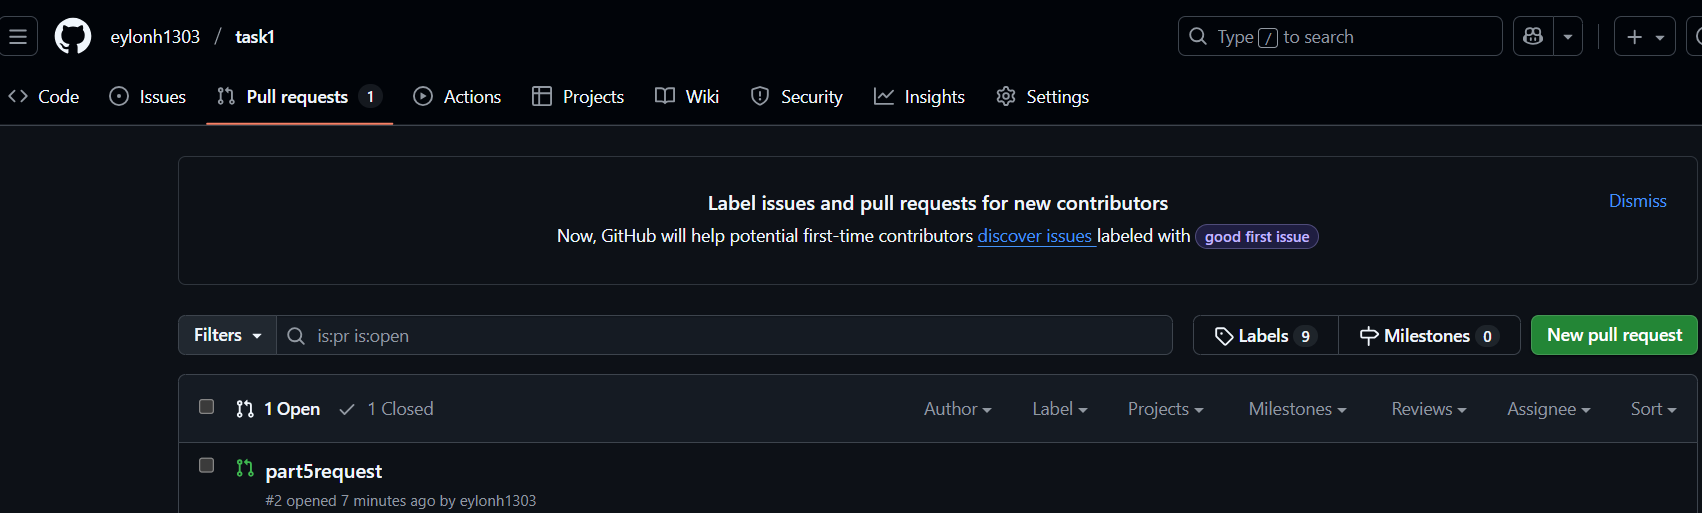 eylonh1303 / task1
Type / to search
Code Issues Pull requests 1 Actions Projects Wiki Security Insights Settings
Label issues and pull requests for new contributors
Dismiss
Now, GitHub will help potential first-time contributors discover issues labeled with good first issue
Filters is:pr is:open Labels 9 Milestones 0 New pull request
1 Open 1 Closed Author Label Projects Milestones Reviews Assignee Sort
part5request
#2 opened 7 minutes ago by eylonh1303